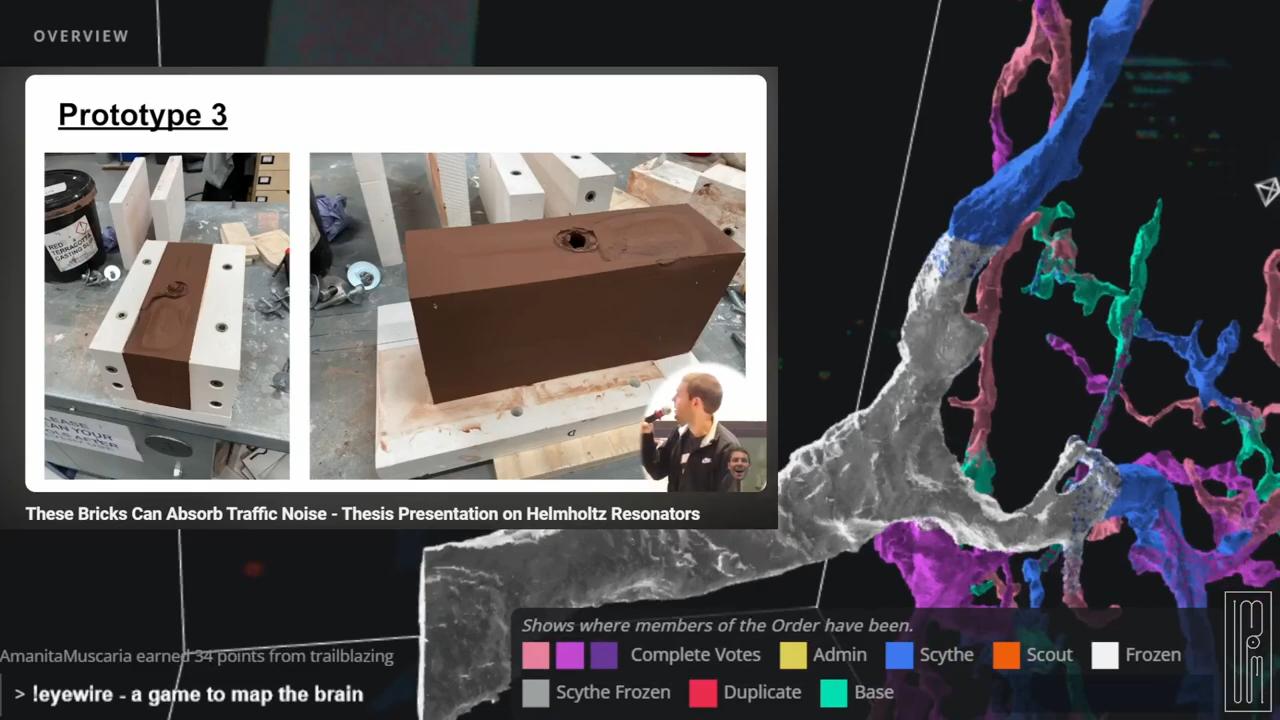 OVERVIEW
Prototype 3
RED
TERRACOTTA
CASTING SLIP
These Bricks Can Absorb Traffic Noise - Thesis Presentation on Helmholtz Resonators
Shows where members of the Order have been.
Complete Votes Admin Scythe Scout Frozen
Scythe Frozen Duplicate Base
AmanitaMuscaria earned 34 points from trailblazing
> !eyewire - a game to map the brain